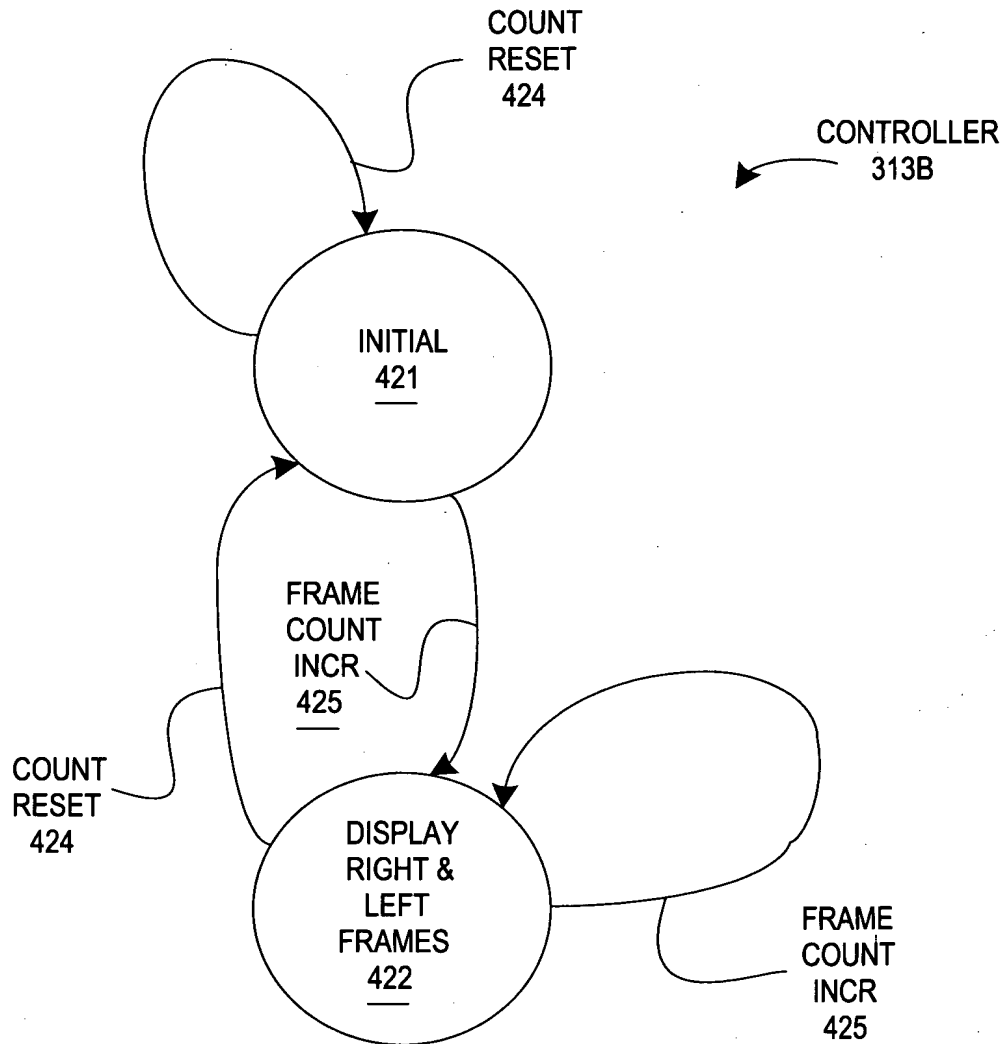 COUNT
RESET
424
CONTROLLER
313B
INITIAL
421
FRAME
COUNT
INCR
425
COUNT
RESET
424
DISPLAY
RIGHT &
LEFT
FRAMES
422
FRAME
COUNT
INCR
425